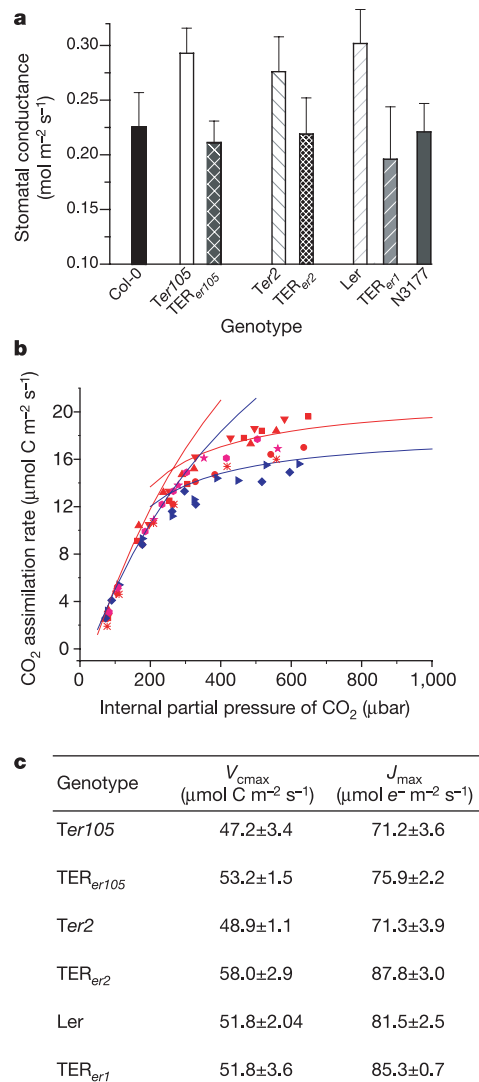 a
Stomatal conductance
(mol m⁻² s⁻¹)
0.30
0.25
0.20
0.15
0.10
Col-0
Ter105
TERer105
Ter2
TERer2
Ler
TERer1
N3177
Genotype
b
CO₂ assimilation rate (μmol C m⁻² s⁻¹)
20
16
12
8
4
0
0 200 400 600 800 1,000
Internal partial pressure of CO₂ (μbar)
c
Genotype Vcmax (μmol C m⁻² s⁻¹) Jmax (μmol e⁻ m⁻² s⁻¹)
Ter105 47.2±3.4 71.2±3.6
TERer105 53.2±1.5 75.9±2.2
Ter2 48.9±1.1 71.3±3.9
TERer2 58.0±2.9 87.8±3.0
Ler 51.8±2.04 81.5±2.5
TERer1 51.8±3.6 85.3±0.7